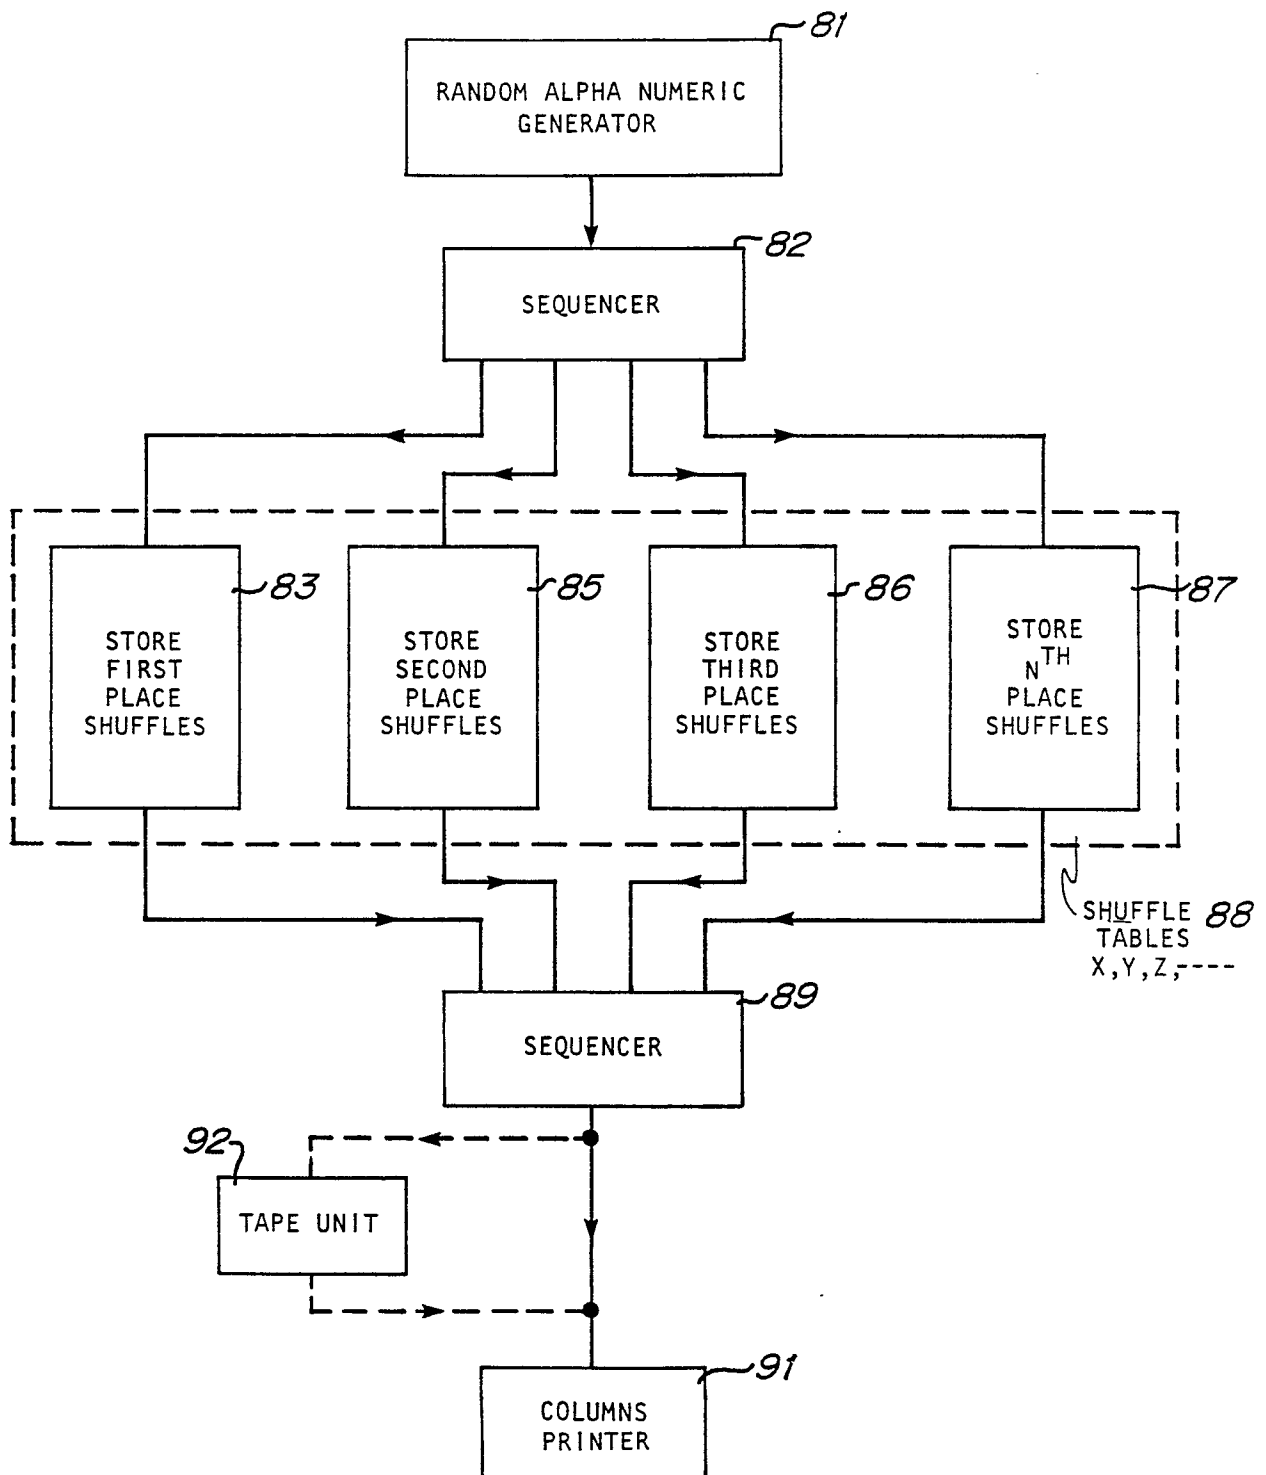 81
RANDOM ALPHA NUMERIC
GENERATOR
82
SEQUENCER
83
STORE
FIRST
PLACE
SHUFFLES
85
STORE
SECOND
PLACE
SHUFFLES
86
STORE
THIRD
PLACE
SHUFFLES
87
STORE
NTH
PLACE
SHUFFLES
SHUFFLE 88
TABLES
X,Y,Z,----
89
SEQUENCER
92
TAPE UNIT
91
COLUMNS
PRINTER